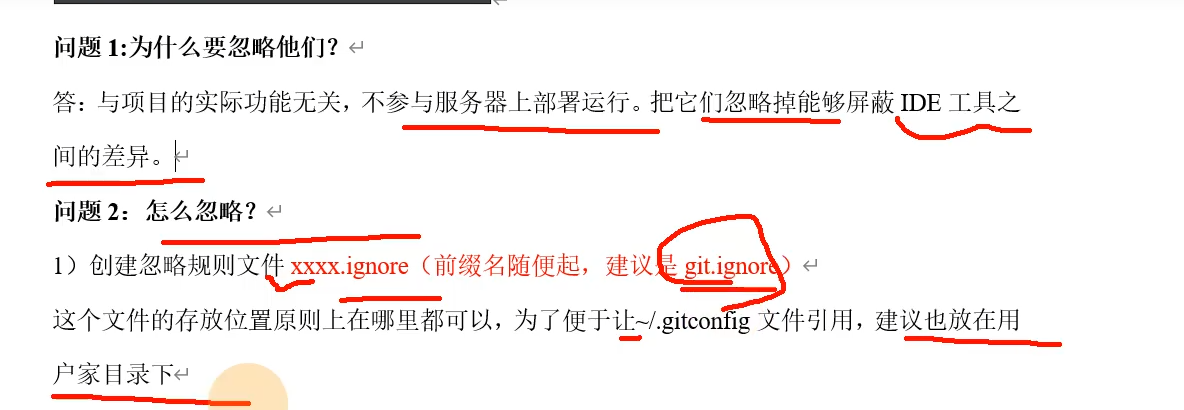 问题 1:为什么要忽略他们？
答：与项目的实际功能无关，不参与服务器上部署运行。把它们忽略掉能够屏蔽 IDE 工具之
间的差异。
问题 2：怎么忽略？
1）创建忽略规则文件 xxxx.ignore（前缀名随便起，建议是 git.ignore）
这个文件的存放位置原则上在哪里都可以，为了便于让~/.gitconfig 文件引用，建议也放在用
户家目录下